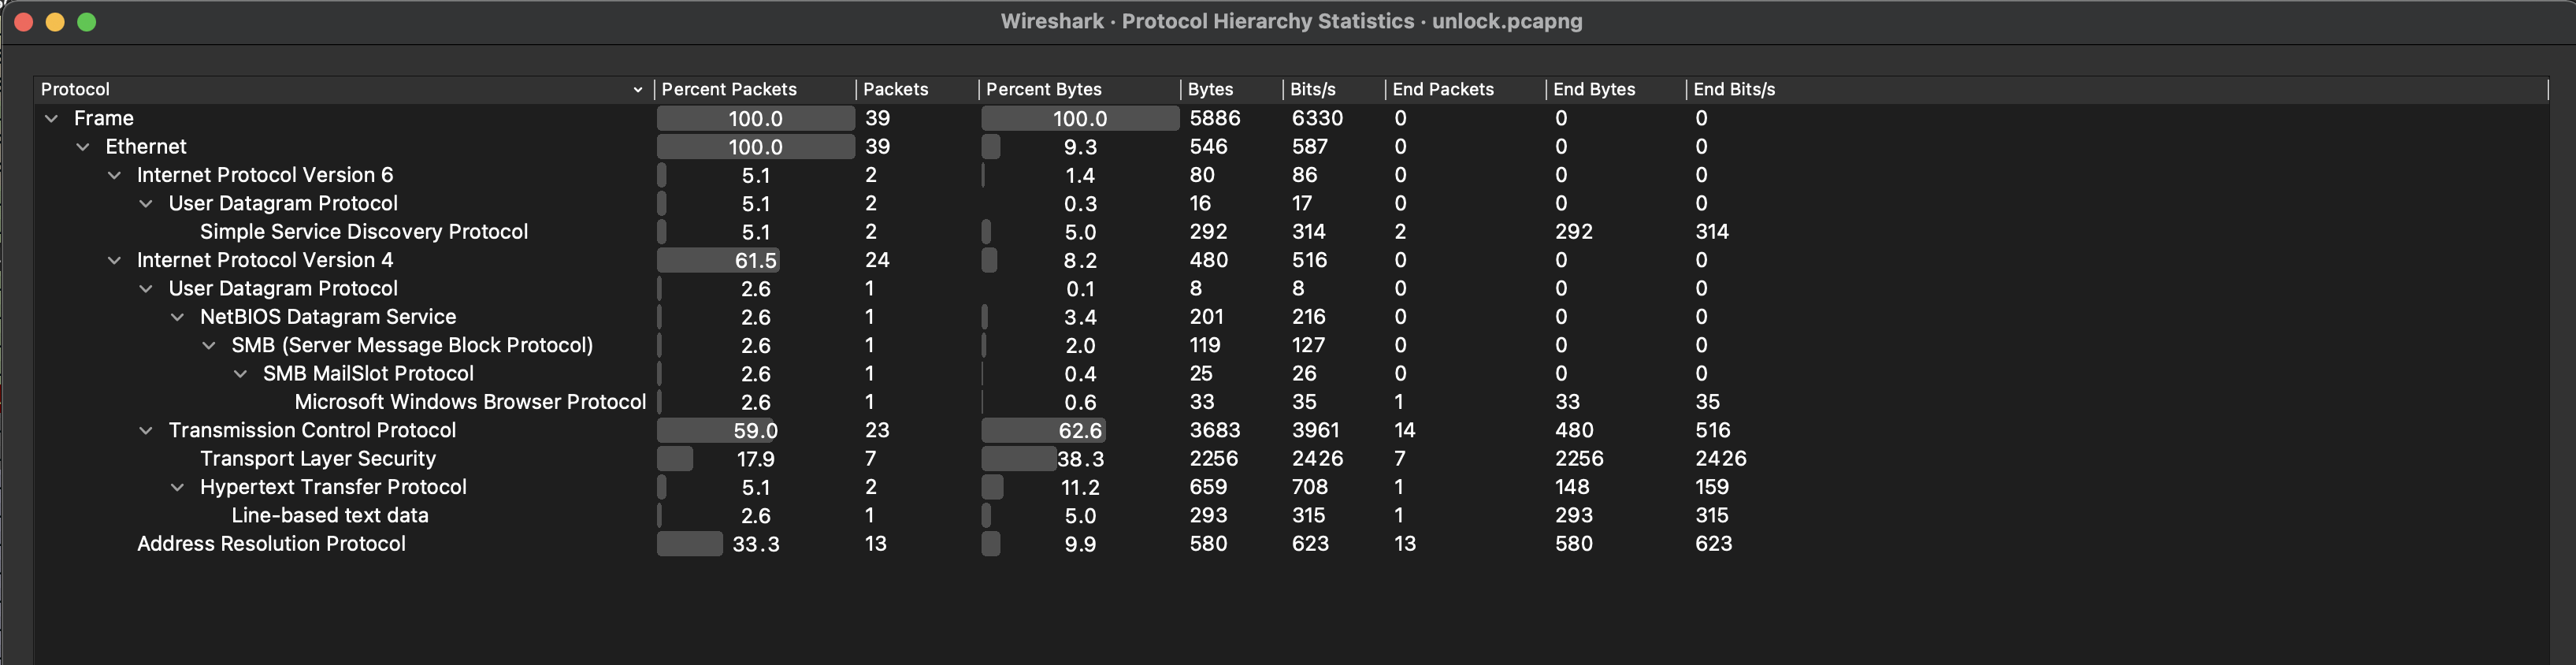 Wireshark · Protocol Hierarchy Statistics · unlock.pcapng
Protocol Percent Packets Packets Percent Bytes Bytes Bits/s End Packets End Bytes End Bits/s
Frame 100.0 39 100.0 5886 6330 0 0 0
Ethernet 100.0 39 9.3 546 587 0 0 0
Internet Protocol Version 6 5.1 2 1.4 80 86 0 0 0
User Datagram Protocol 5.1 2 0.3 16 17 0 0 0
Simple Service Discovery Protocol 5.1 2 5.0 292 314 2 292 314
Internet Protocol Version 4 61.5 24 8.2 480 516 0 0 0
User Datagram Protocol 2.6 1 0.1 8 8 0 0 0
NetBIOS Datagram Service 2.6 1 3.4 201 216 0 0 0
SMB (Server Message Block Protocol) 2.6 1 2.0 119 127 0 0 0
SMB MailSlot Protocol 2.6 1 0.4 25 26 0 0 0
Microsoft Windows Browser Protocol 2.6 1 0.6 33 35 1 33 35
Transmission Control Protocol 59.0 23 62.6 3683 3961 14 480 516
Transport Layer Security 17.9 7 38.3 2256 2426 7 2256 2426
Hypertext Transfer Protocol 5.1 2 11.2 659 708 1 148 159
Line-based text data 2.6 1 5.0 293 315 1 293 315
Address Resolution Protocol 33.3 13 9.9 580 623 13 580 623